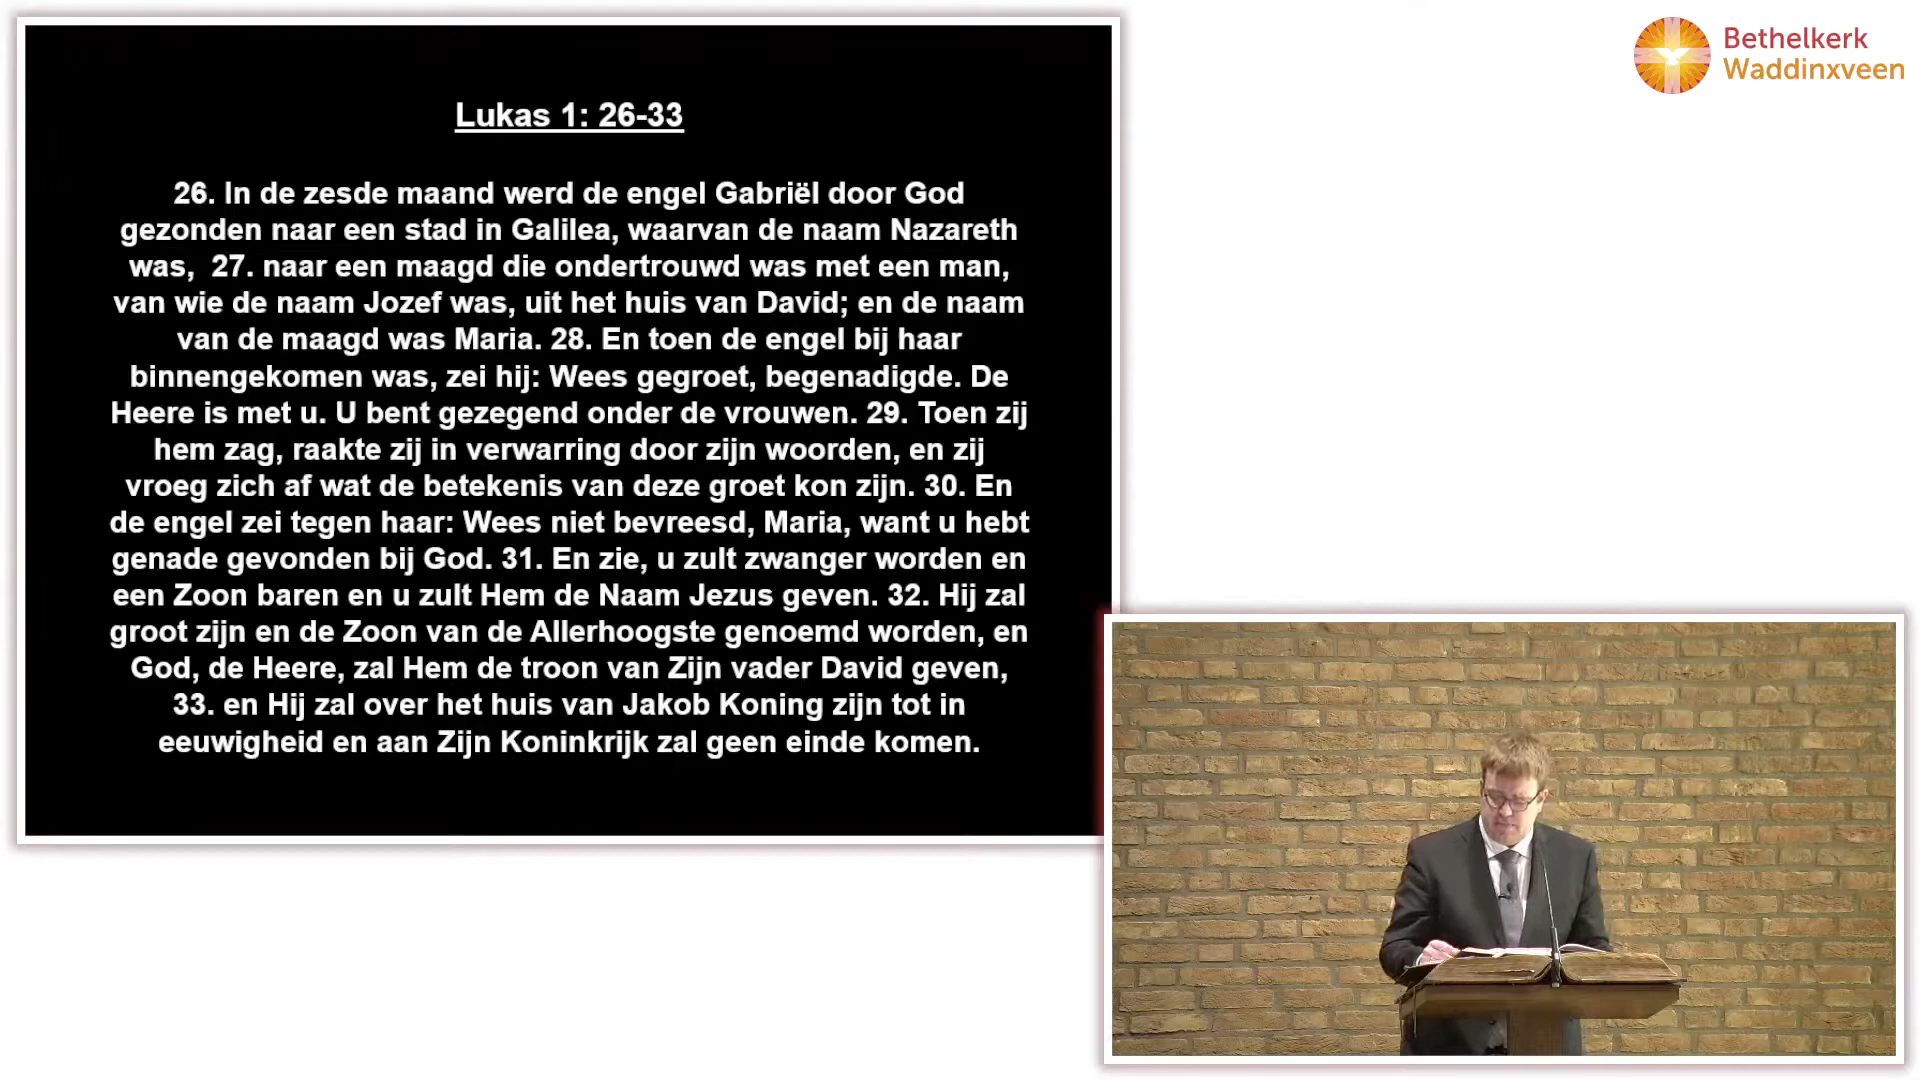 Lukas 1: 26-33
26. In de zesde maand werd de engel Gabriël door God
gezonden naar een stad in Galilea, waarvan de naam Nazareth
was,  27. naar een maagd die ondertrouwd was met een man,
van wie de naam Jozef was, uit het huis van David; en de naam
van de maagd was Maria. 28. En toen de engel bij haar
binnengekomen was, zei hij: Wees gegroet, begenadigde. De
Heere is met u. U bent gezegend onder de vrouwen. 29. Toen zij
hem zag, raakte zij in verwarring door zijn woorden, en zij
vroeg zich af wat de betekenis van deze groet kon zijn. 30. En
de engel zei tegen haar: Wees niet bevreesd, Maria, want u hebt
genade gevonden bij God. 31. En zie, u zult zwanger worden en
een Zoon baren en u zult Hem de Naam Jezus geven. 32. Hij zal
groot zijn en de Zoon van de Allerhoogste genoemd worden, en
God, de Heere, zal Hem de troon van Zijn vader David geven,
33. en Hij zal over het huis van Jakob Koning zijn tot in
eeuwigheid en aan Zijn Koninkrijk zal geen einde komen.
Bethelkerk
Waddinxveen